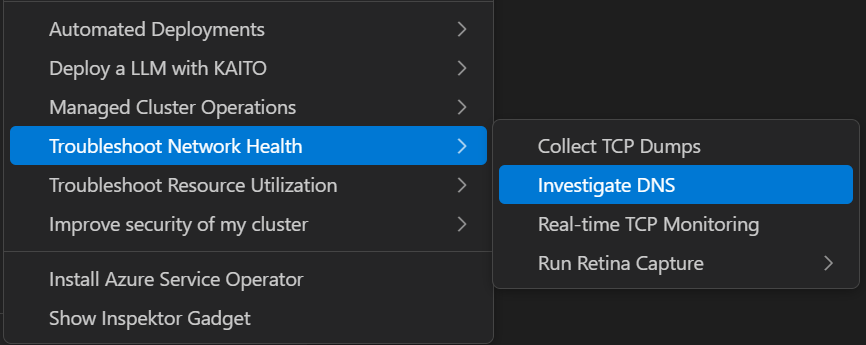 Automated Deployments
Deploy a LLM with KAITO
Managed Cluster Operations
Troubleshoot Network Health
Troubleshoot Resource Utilization
Improve security of my cluster
Install Azure Service Operator
Show Inspektor Gadget
Collect TCP Dumps
Investigate DNS
Real-time TCP Monitoring
Run Retina Capture